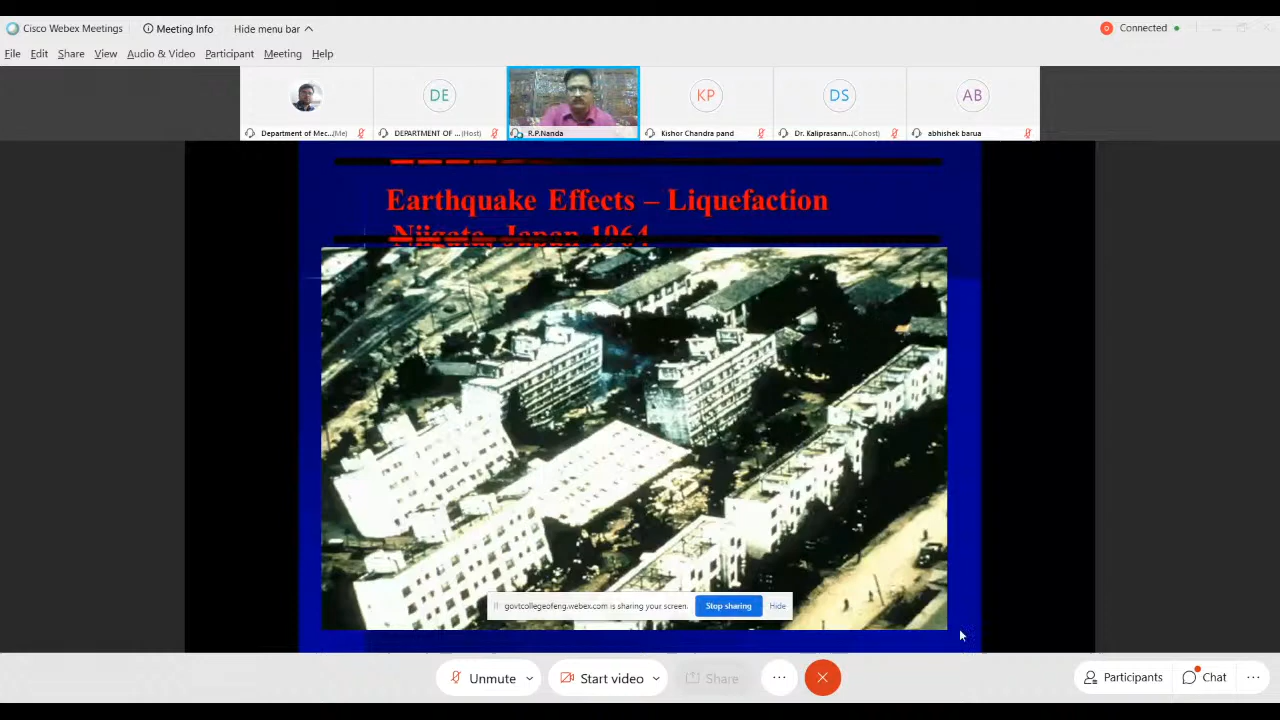 Cisco Webex Meetings
Meeting Info
Hide menu bar
Connected
File Edit Share View Audio & Video Participant Meeting Help
DE
KP
DS
AB
Department of Mec... (Me)
DEPARTMENT OF ... (Host)
R.P.Nanda
Kishor Chandra pand
Dr. Kaliprasann... (Cohost)
abhishek barua
Earthquake Effects – Liquefaction
Niigata, Japan 1964
govtcollegeofeng.webex.com is sharing your screen.
Stop sharing
Hide
Unmute
Start video
Share
Participants
Chat